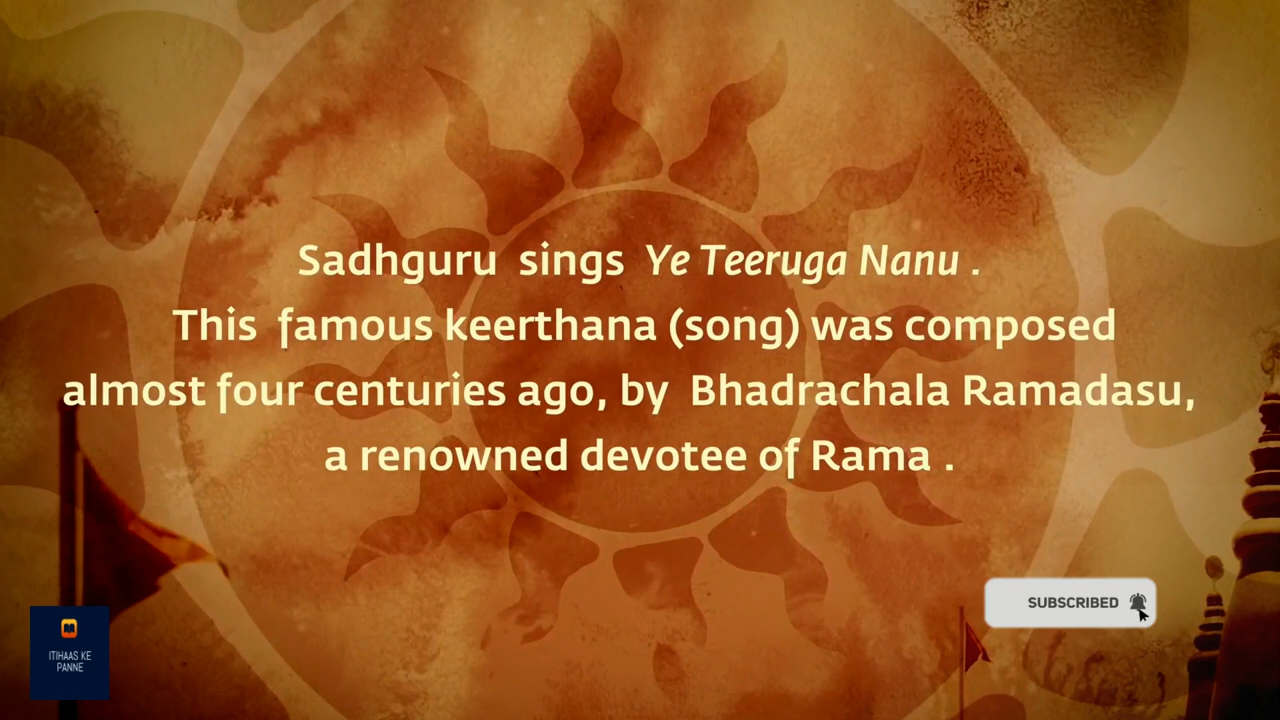 Sadhguru sings Ye Teeruga Nanu .
This famous keerthana (song) was composed
almost four centuries ago, by Bhadrachala Ramadasu,
a renowned devotee of Rama .
SUBSCRIBED
ITIHAAS KE
PANNE